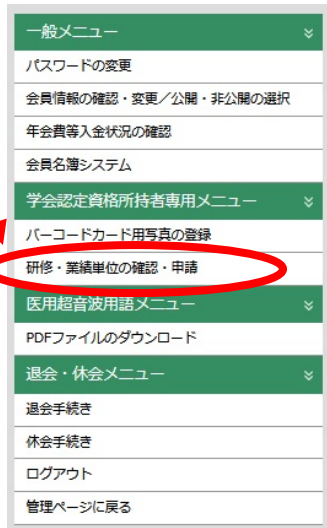 一般メニュー
パスワードの変更
会員情報の確認・変更／公開・非公開の選択
年会費等入金状況の確認
会員名簿システム
学会認定資格所持者専用メニュー
バーコードカード用写真の登録
研修・業績単位の確認・申請
医用超音波用語メニュー
PDFファイルのダウンロード
退会・休会メニュー
退会手続き
休会手続き
ログアウト
管理ページに戻る